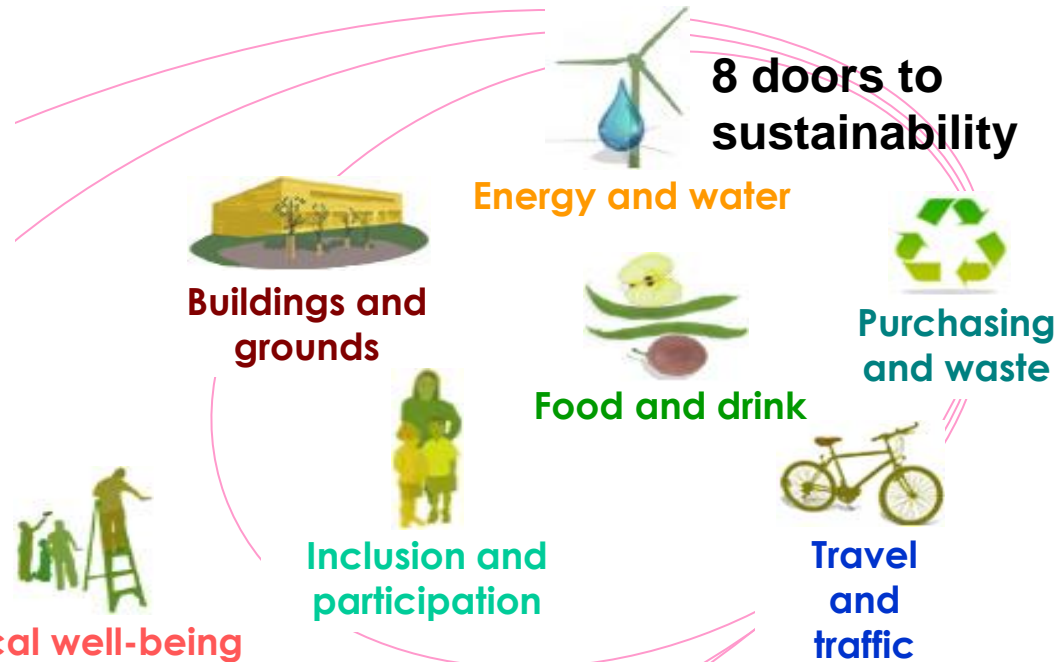 8 doors to
sustainability
Energy and water
Buildings and
grounds
Purchasing
and waste
Food and drink
Inclusion and
participation
Travel
and
traffic
well-being